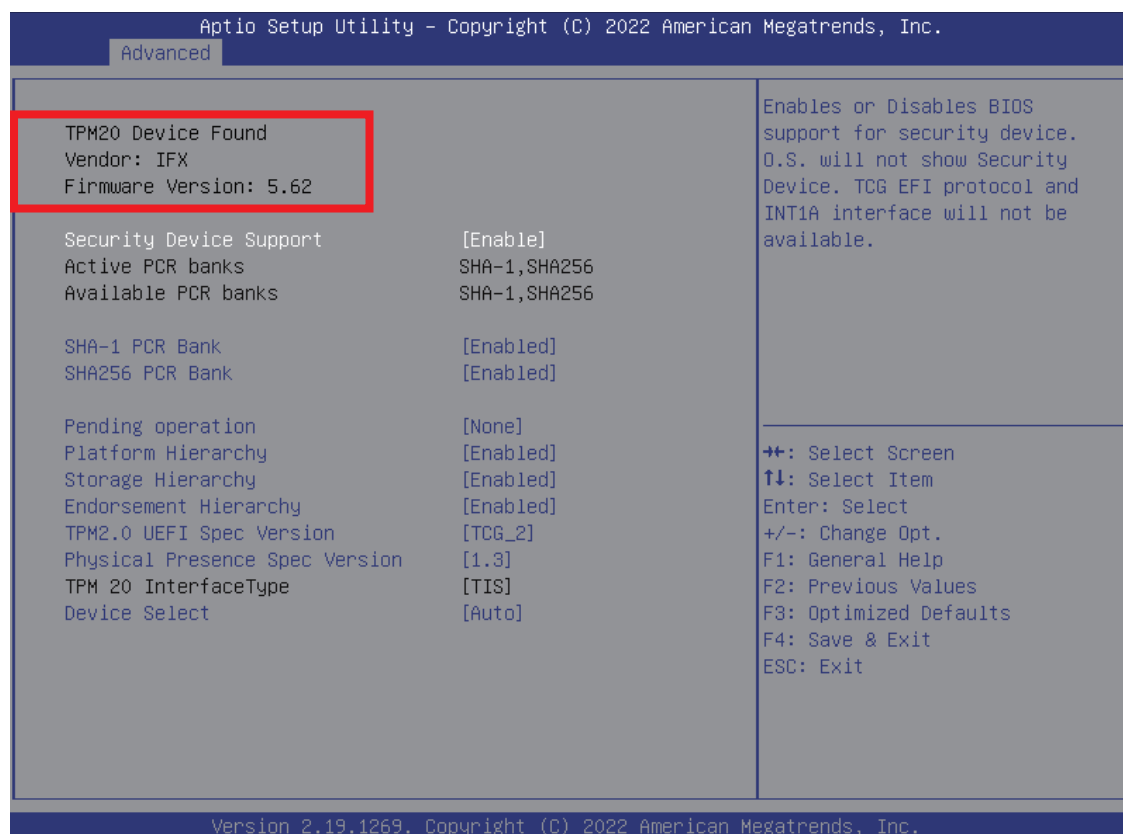 Aptio Setup Utility – Copyright (C) 2022 American Megatrends, Inc.
Advanced
TPM20 Device Found
Vendor: IFX
Firmware Version: 5.62
Security Device Support [Enable]
Active PCR banks SHA-1,SHA256
Available PCR banks SHA-1,SHA256
SHA-1 PCR Bank [Enabled]
SHA256 PCR Bank [Enabled]
Pending operation [None]
Platform Hierarchy [Enabled]
Storage Hierarchy [Enabled]
Endorsement Hierarchy [Enabled]
TPM2.0 UEFI Spec Version [TCG_2]
Physical Presence Spec Version [1.3]
TPM 20 InterfaceType [TIS]
Device Select [Auto]
Enables or Disables BIOS
support for security device.
O.S. will not show Security
Device. TCG EFI protocol and
INT1A interface will not be
available.
→←: Select Screen
↑↓: Select Item
Enter: Select
+/-: Change Opt.
F1: General Help
F2: Previous Values
F3: Optimized Defaults
F4: Save & Exit
ESC: Exit
Version 2.19.1269. Copyright (C) 2022 American Megatrends, Inc.